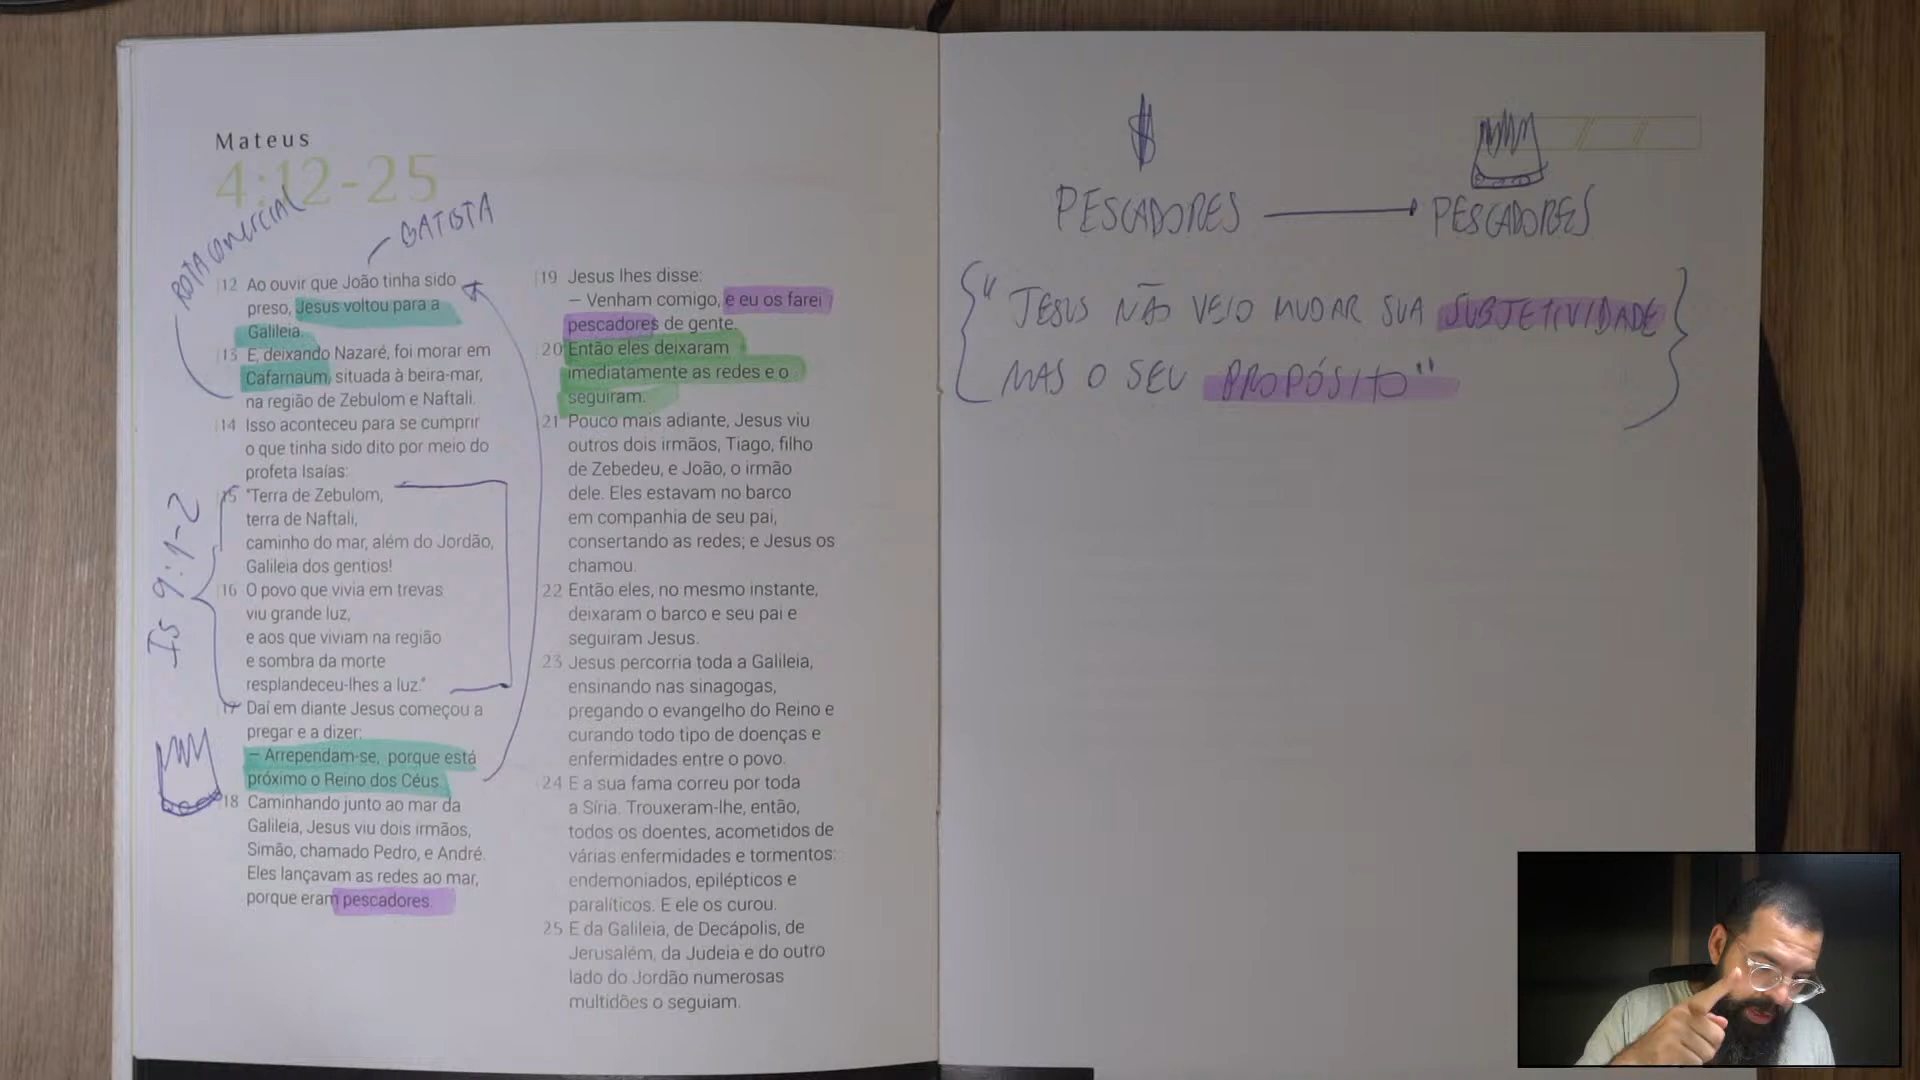 Mateus
4:12-25
ROTA COMERCIAL
BATISTA
12 Ao ouvir que João tinha sido
preso, Jesus voltou para a
Galileia.
13 E, deixando Nazaré, foi morar em
Cafarnaum, situada à beira-mar,
na região de Zebulom e Naftali.
14 Isso aconteceu para se cumprir
o que tinha sido dito por meio do
profeta Isaías:
Is 9:1-2
15 "Terra de Zebulom,
terra de Naftali,
caminho do mar, além do Jordão,
Galileia dos gentios!
16 O povo que vivia em trevas
viu grande luz,
e aos que viviam na região
e sombra da morte
resplandeceu-lhes a luz."
17 Daí em diante Jesus começou a
pregar e a dizer:
– Arrependam-se, porque está
próximo o Reino dos Céus.
18 Caminhando junto ao mar da
Galileia, Jesus viu dois irmãos,
Simão, chamado Pedro, e André.
Eles lançavam as redes ao mar,
porque eram pescadores.
19 Jesus lhes disse:
– Venham comigo, e eu os farei
pescadores de gente.
20 Então eles deixaram
imediatamente as redes e o
seguiram.
21 Pouco mais adiante, Jesus viu
outros dois irmãos, Tiago, filho
de Zebedeu, e João, o irmão
dele. Eles estavam no barco
em companhia de seu pai,
consertando as redes; e Jesus os
chamou.
22 Então eles, no mesmo instante,
deixaram o barco e seu pai e
seguiram Jesus.
23 Jesus percorria toda a Galileia,
ensinando nas sinagogas,
pregando o evangelho do Reino e
curando todo tipo de doenças e
enfermidades entre o povo.
24 E a sua fama correu por toda
a Síria. Trouxeram-lhe, então,
todos os doentes, acometidos de
várias enfermidades e tormentos:
endemoniados, epilépticos e
paralíticos. E ele os curou.
25 E da Galileia, de Decápolis, de
Jerusalém, da Judeia e do outro
lado do Jordão numerosas
multidões o seguiam.
$
PESCADORES → PESCADORES
"JESUS NÃO VEIO MUDAR SUA SUBJETIVIDADE
MAS O SEU PROPÓSITO"